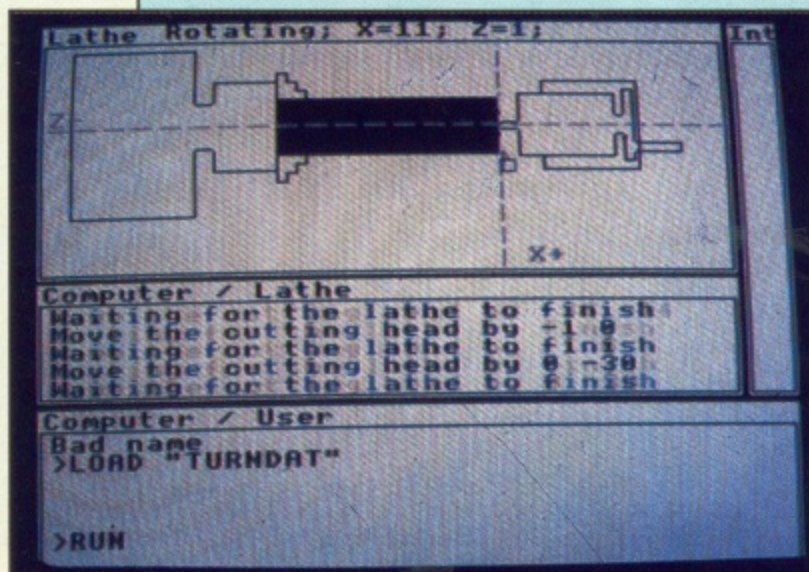 Lathe Rotating; X=11; Z=1;
Int
Z
X+
Computer / Lathe
Waiting for the lathe to finish
Move the cutting head by -1 0
Waiting for the lathe to finish
Move the cutting head by 0 -30
Waiting for the lathe to finish
Computer / User
Bad name
>LOAD "TURNDAT"
>RUN